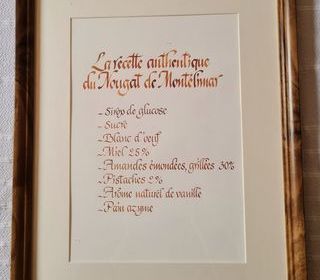 La recette authentique
du Nougat de Montélimar
- Sirop de glucose
- Sucre
- Blanc d'oeuf
- Miel 25%
- Amandes émondées, grillées 30%
- Pistaches 2%
- Arôme naturel de vanille
- Pain azyme